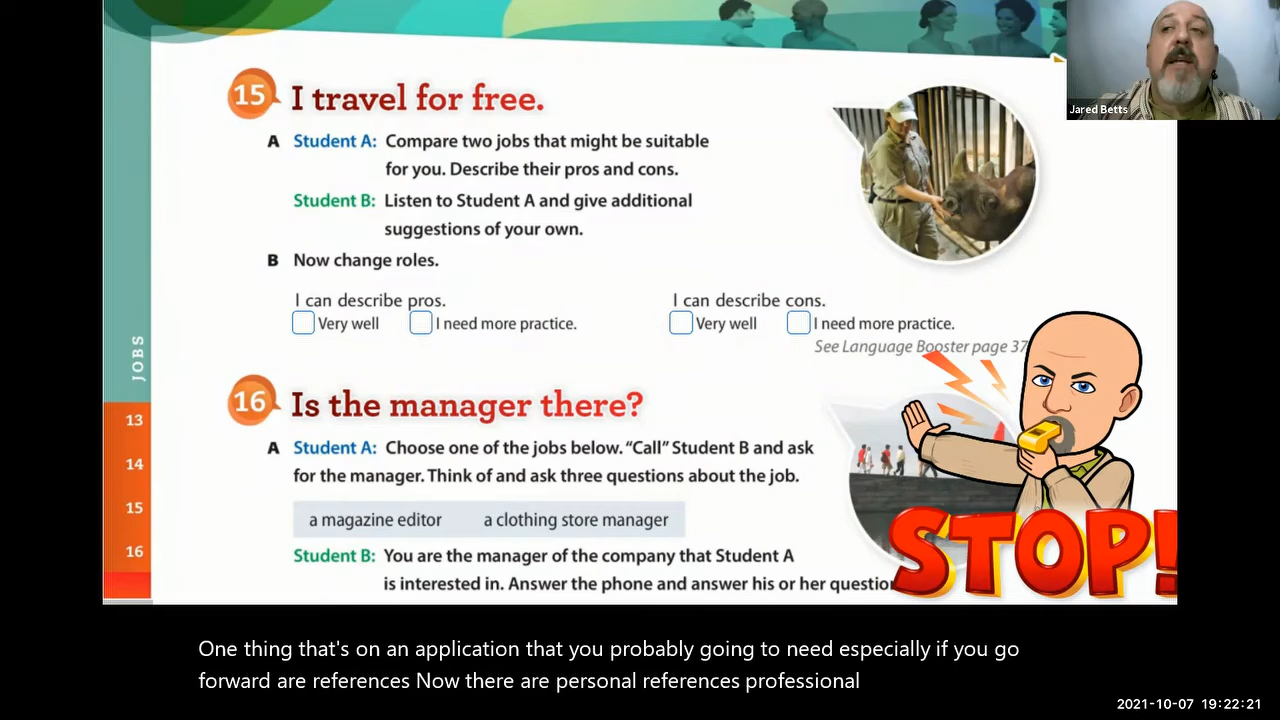 Jared Betts
15 I travel for free.
A Student A: Compare two jobs that might be suitable
for you. Describe their pros and cons.
Student B: Listen to Student A and give additional
suggestions of your own.
B Now change roles.
I can describe pros.
Very well I need more practice.
I can describe cons.
Very well I need more practice.
See Language Booster page 37
JOBS
13
14
15
16
16 Is the manager there?
A Student A: Choose one of the jobs below. “Call” Student B and ask
for the manager. Think of and ask three questions about the job.
a magazine editor a clothing store manager
Student B: You are the manager of the company that Student A
is interested in. Answer the phone and answer his or her
STOP!
One thing that's on an application that you probably going to need especially if you go
forward are references Now there are personal references professional
2021-10-07 19:22:21